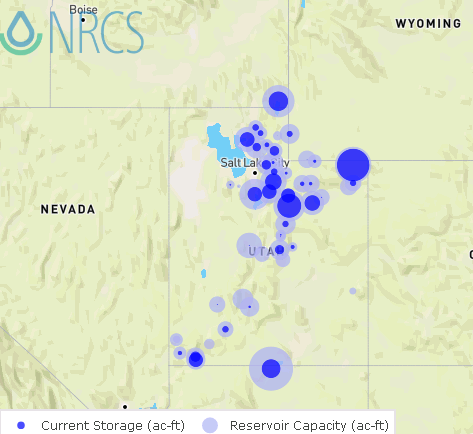 Boise
NRCS
WYOMING
Salt Lake City
NEVADA
UTAH
C
Current Storage (ac-ft)
Reservoir Capacity (ac-ft)